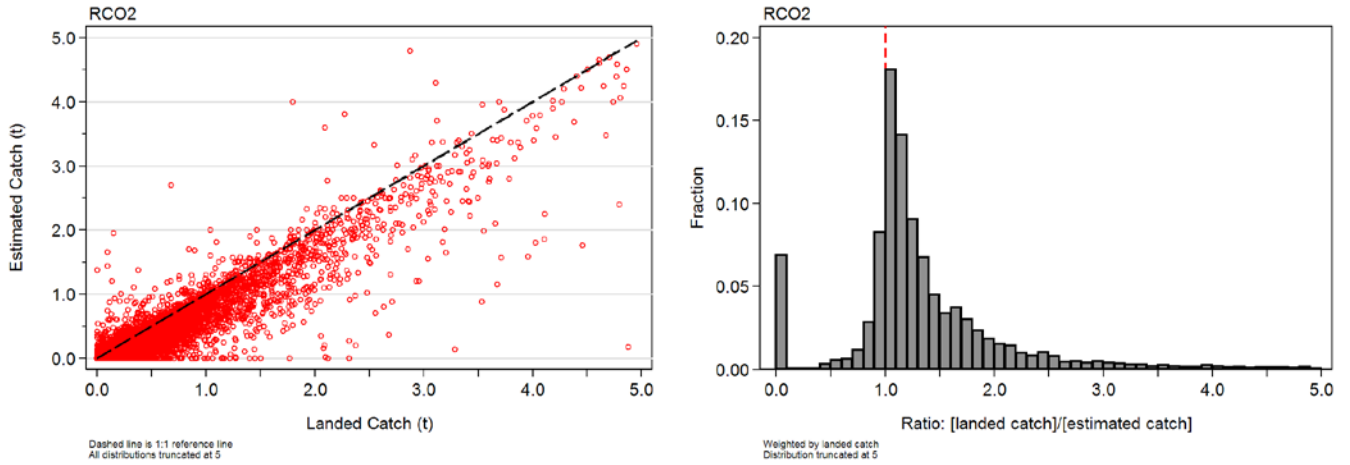 RCO2
5.0
4.0
3.0
2.0
1.0
0.0
Estimated Catch (t)
0.0 1.0 2.0 3.0 4.0 5.0
Landed Catch (t)
Dashed line is 1:1 reference line
All distributions truncated at 5
RCO2
0.20
0.15
0.10
0.05
0.00
Fraction
0.0 1.0 2.0 3.0 4.0 5.0
Ratio: [landed catch]/[estimated catch]
Weighted by landed catch
Distribution truncated at 5